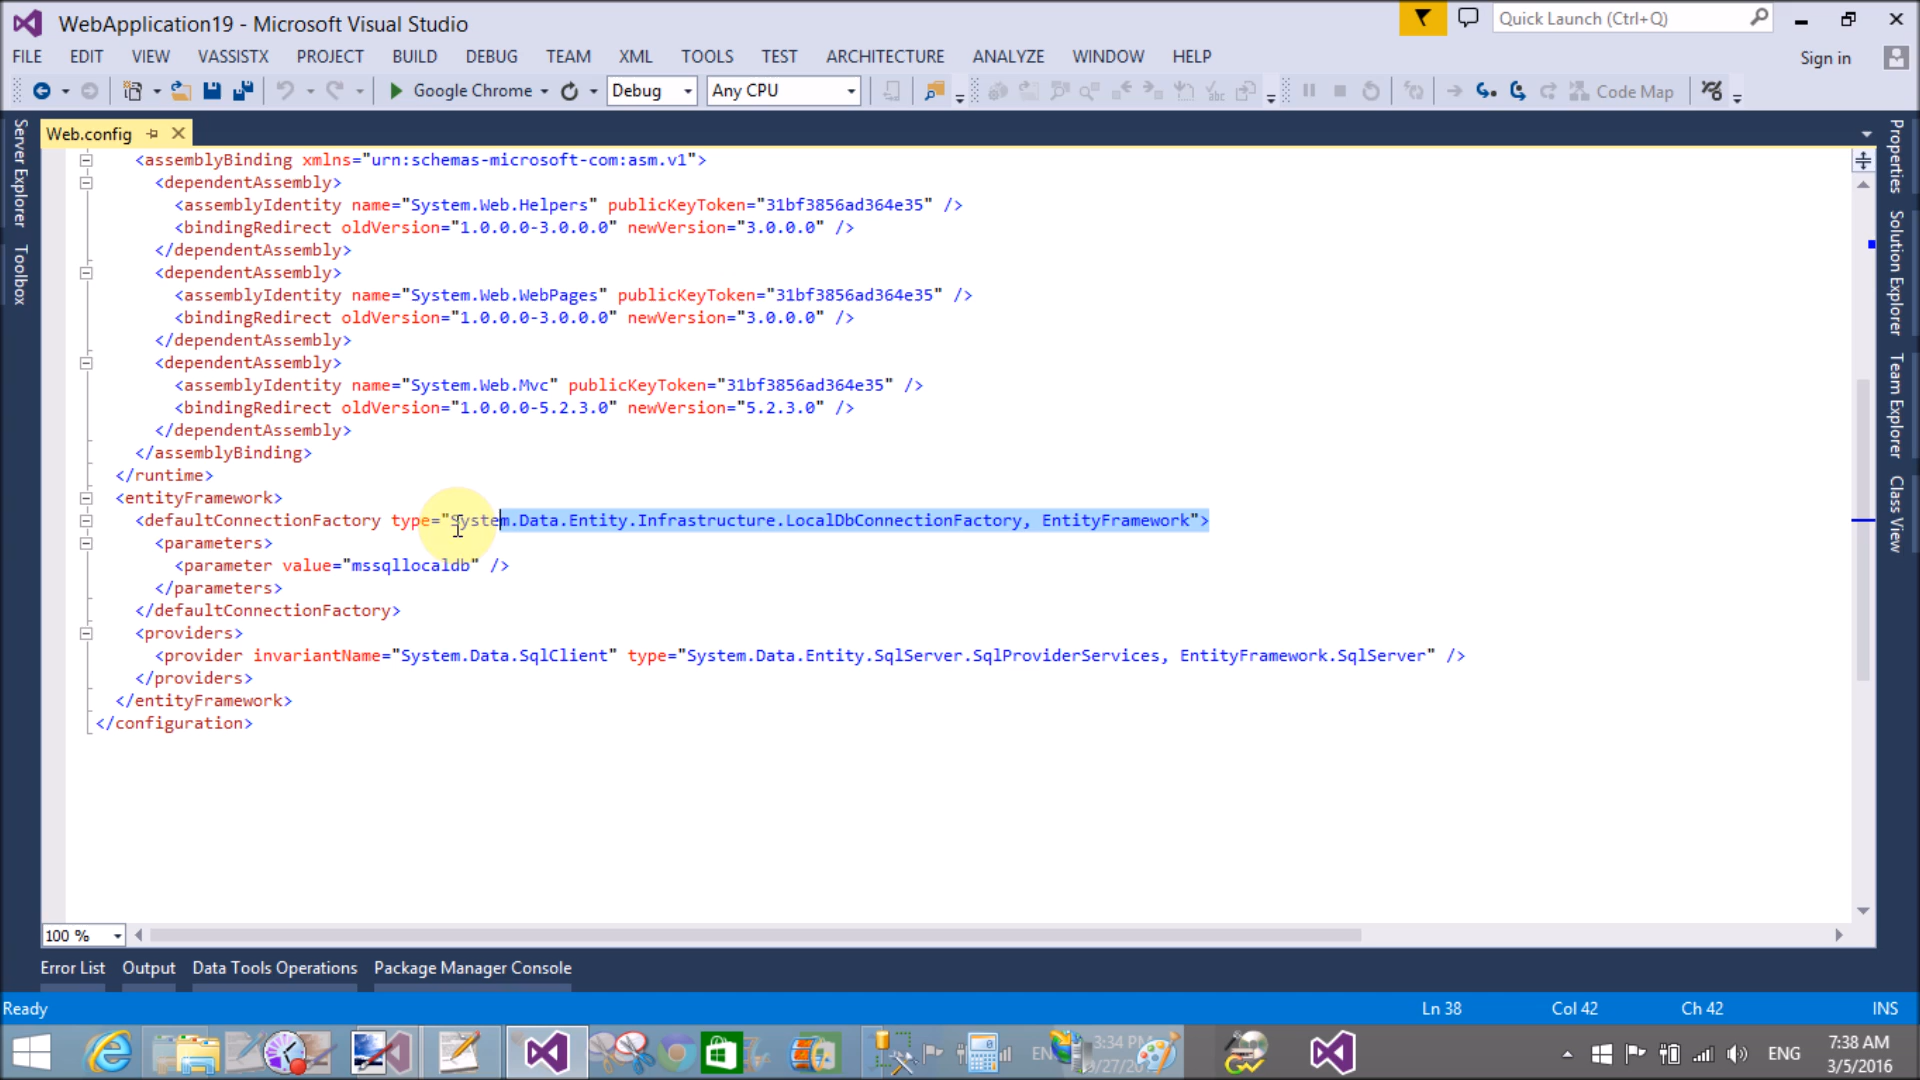 WebApplication19 - Microsoft Visual Studio
Quick Launch (Ctrl+Q)
FILE EDIT VIEW VASSISTX PROJECT BUILD DEBUG TEAM XML TOOLS TEST ARCHITECTURE ANALYZE WINDOW HELP
Sign in
Google Chrome Debug Any CPU Code Map
Server Explorer
Toolbox
Web.config
<assemblyBinding xmlns="urn:schemas-microsoft-com:asm.v1">
<dependentAssembly>
<assemblyIdentity name="System.Web.Helpers" publicKeyToken="31bf3856ad364e35" />
<bindingRedirect oldVersion="1.0.0.0-3.0.0.0" newVersion="3.0.0.0" />
</dependentAssembly>
<dependentAssembly>
<assemblyIdentity name="System.Web.WebPages" publicKeyToken="31bf3856ad364e35" />
<bindingRedirect oldVersion="1.0.0.0-3.0.0.0" newVersion="3.0.0.0" />
</dependentAssembly>
<dependentAssembly>
<assemblyIdentity name="System.Web.Mvc" publicKeyToken="31bf3856ad364e35" />
<bindingRedirect oldVersion="1.0.0.0-5.2.3.0" newVersion="5.2.3.0" />
</dependentAssembly>
</assemblyBinding>
</runtime>
<entityFramework>
<defaultConnectionFactory type="System.Data.Entity.Infrastructure.LocalDbConnectionFactory, EntityFramework">
<parameters>
<parameter value="mssqllocaldb" />
</parameters>
</defaultConnectionFactory>
<providers>
<provider invariantName="System.Data.SqlClient" type="System.Data.Entity.SqlServer.SqlProviderServices, EntityFramework.SqlServer" />
</providers>
</entityFramework>
</configuration>
Properties
Solution Explorer
Team Explorer
Class View
100 %
Error List Output Data Tools Operations Package Manager Console
Ready Ln 38 Col 42 Ch 42 INS
ENG
7:38 AM
3/5/2016